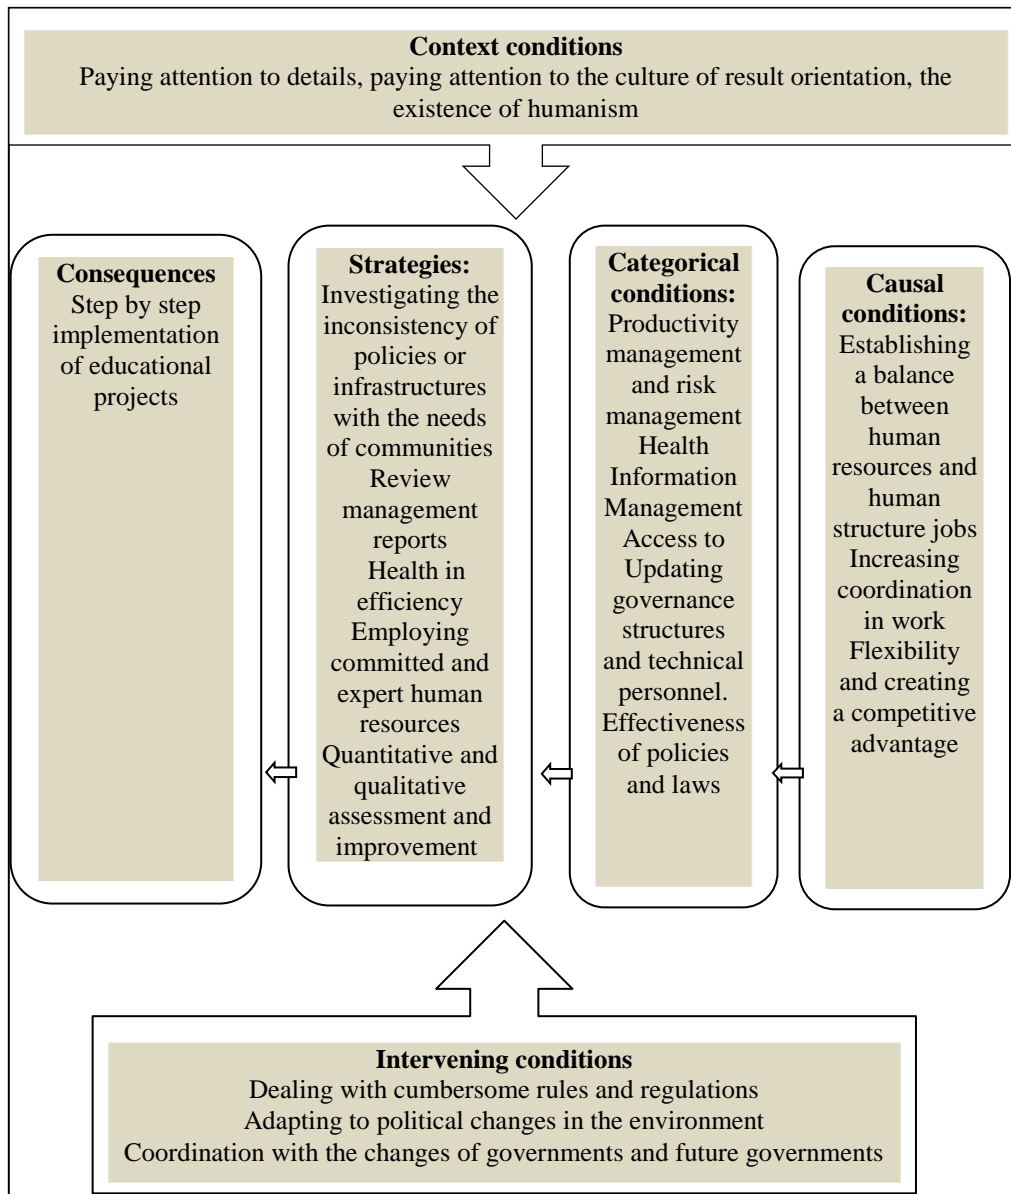 Context conditions
Paying attention to details, paying attention to the culture of result orientation, the
existence of humanism
Consequences
Step by step
implementation
of educational
projects
Strategies:
Investigating the
inconsistency of
policies or
infrastructures
with the needs
of communities
Review
management
reports
Health in
efficiency
Employing
committed and
expert human
resources
Quantitative and
qualitative
assessment and
improvement
Categorical
conditions:
Productivity
management
and risk
management
Health
Information
Management
Access to
Updating
governance
structures
and technical
personnel.
Effectiveness
of policies
and laws
Causal
conditions:
Establishing
a balance
between
human
resources and
human
structure jobs
Increasing
coordination
in work
Flexibility
and creating
a competitive
advantage
Intervening conditions
Dealing with cumbersome rules and regulations
Adapting to political changes in the environment
Coordination with the changes of governments and future governments